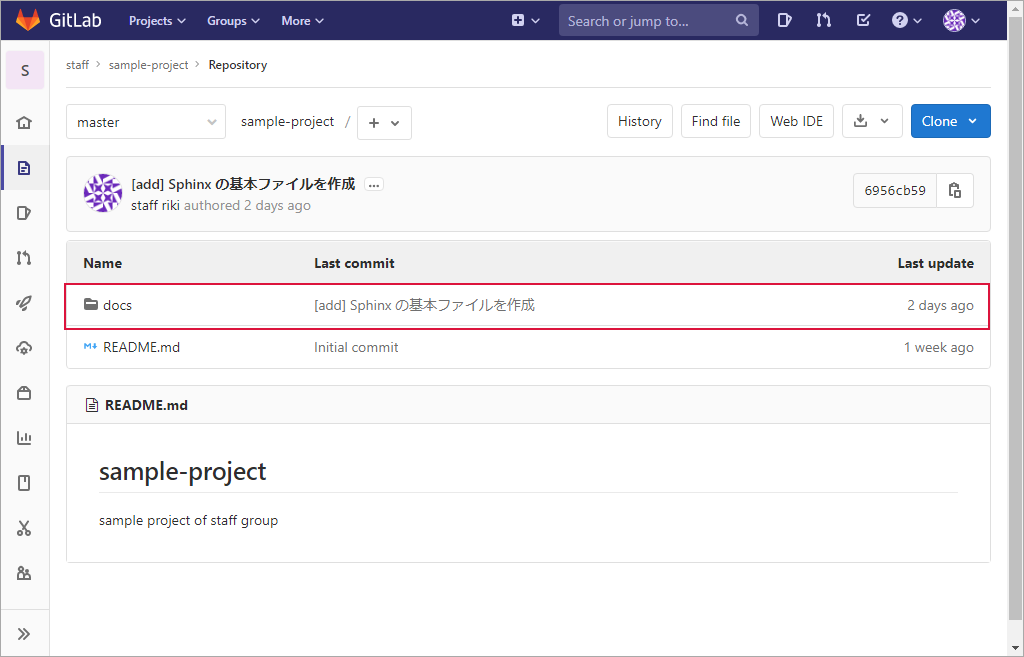 GitLab Projects Groups More Search or jump to...
S
staff > sample-project > Repository
master sample-project / + History Find file Web IDE Clone
[add] Sphinx の基本ファイルを作成 ...
staff riki authored 2 days ago
6956cb59
Name Last commit Last update
docs [add] Sphinx の基本ファイルを作成 2 days ago
README.md Initial commit 1 week ago
README.md
sample-project
sample project of staff group